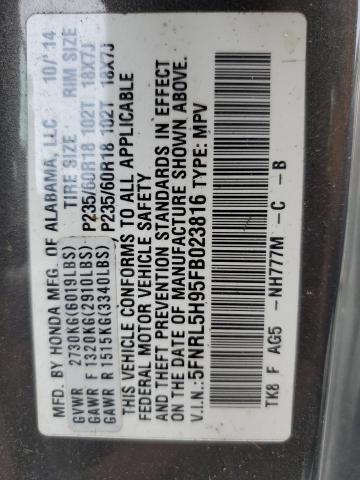 MFD. BY HONDA MFG. OF ALABAMA, LLC 10/ 14
TIRE SIZE RIM SIZE
GVWR 2730KG(6019LBS)
GAWR F 1320KG(2910LBS) P235/60R18 102T 18X7J
GAWR R 1515KG(3340LBS) P235/60R18 102T 18X7J
THIS VEHICLE CONFORMS TO ALL APPLICABLE
FEDERAL MOTOR VEHICLE SAFETY
AND THEFT PREVENTION STANDARDS IN EFFECT
ON THE DATE OF MANUFACTURE SHOWN ABOVE.
V.I.N.:5FNRL5H95FB023816 TYPE: MPV
TK8 F AG5 -NH777M -C -B